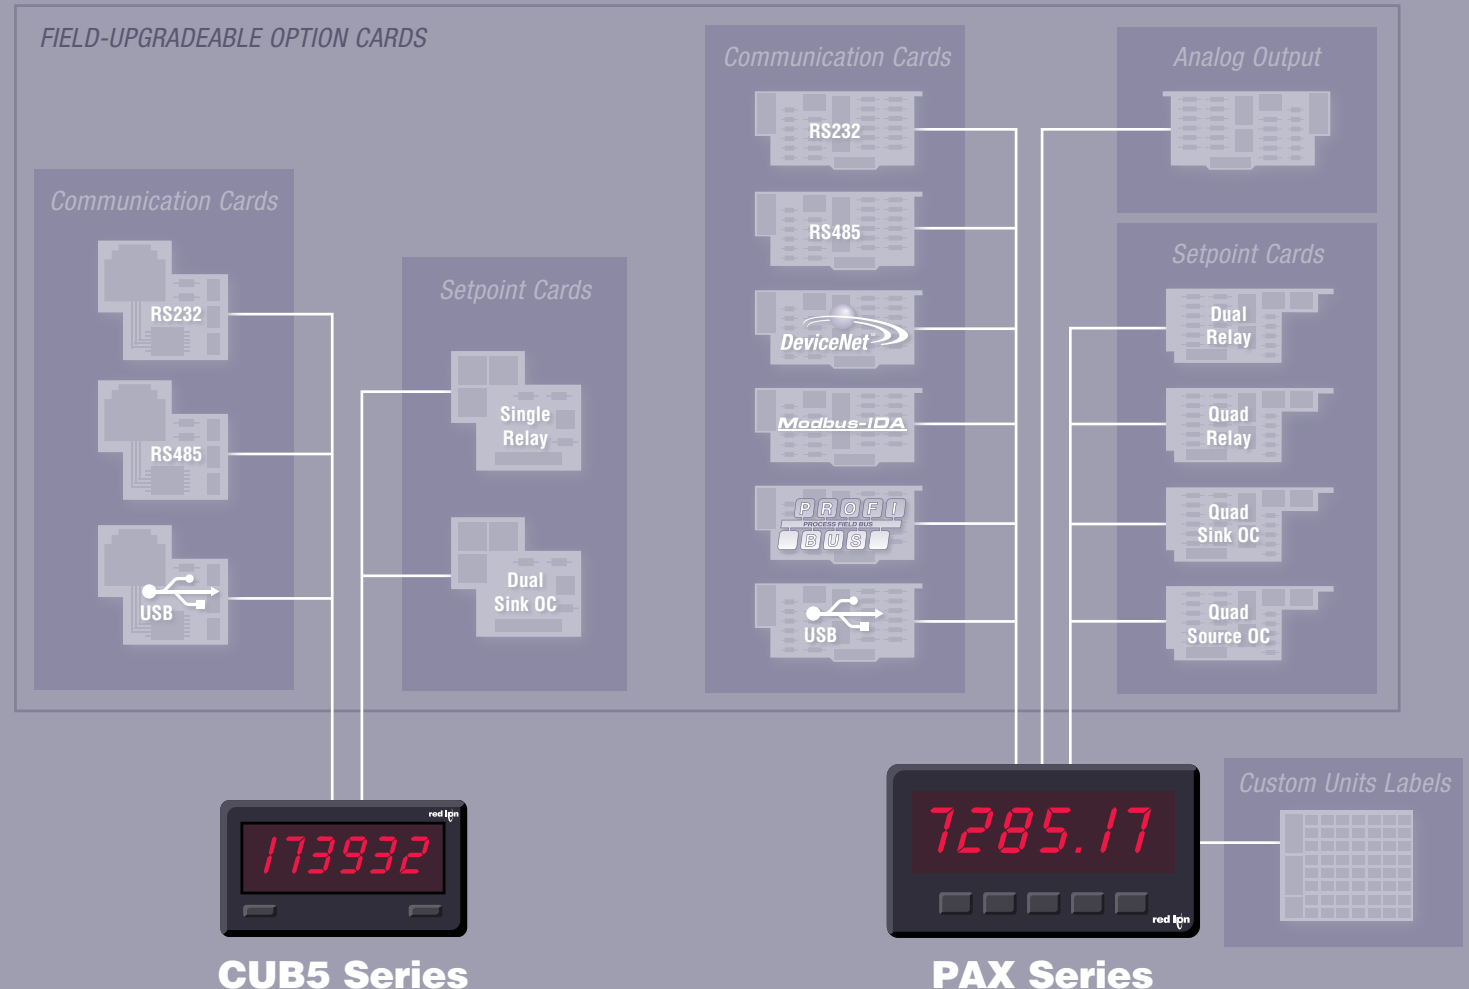 FIELD-UPGRADEABLE OPTION CARDS
Communication Cards
RS232
RS485
USB
Setpoint Cards
Single
Relay
Dual
Sink OC
Communication Cards
RS232
RS485
DeviceNet™
Modbus-IDA
PROFI
PROCESS FIELD BUS
BUS
USB
Analog Output
Setpoint Cards
Dual
Relay
Quad
Relay
Quad
Sink OC
Quad
Source OC
red lion
173932
CUB5 Series
7285.17
red lion
PAX Series
Custom Units Labels